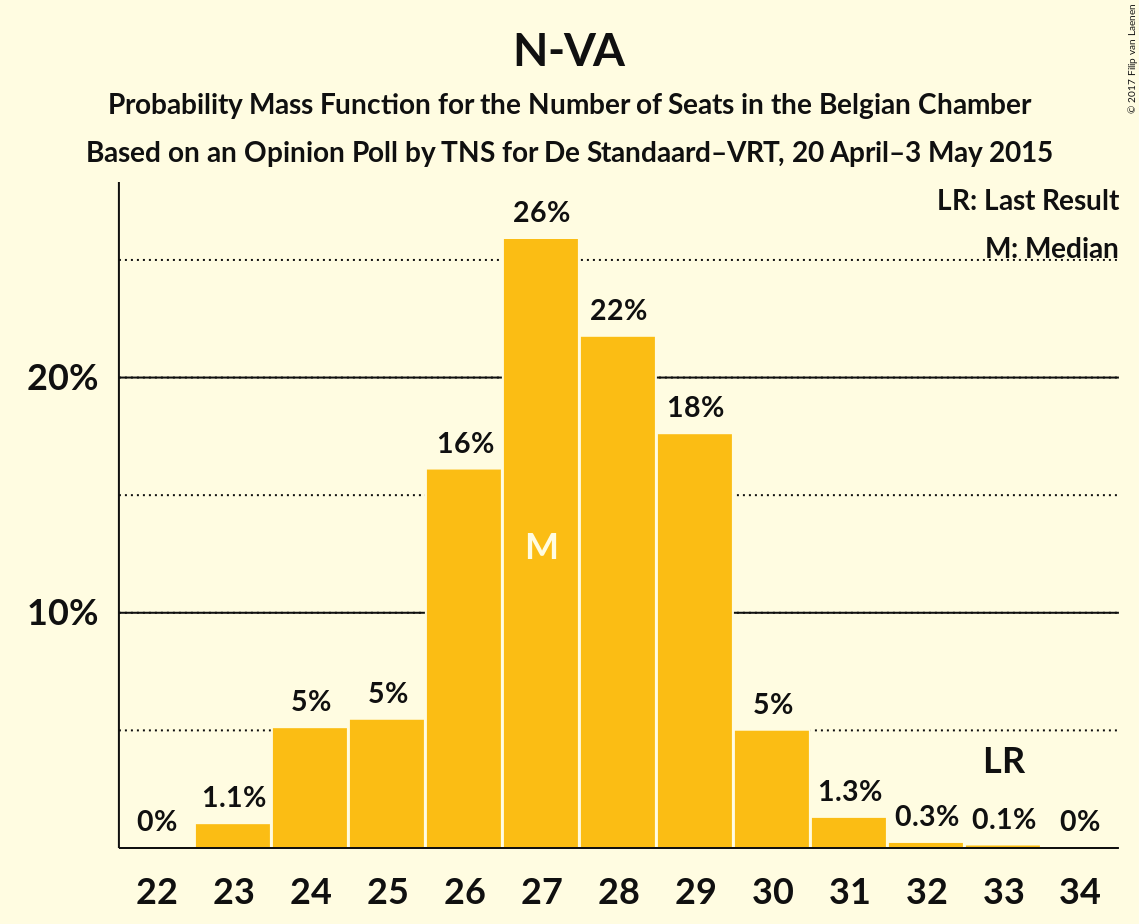 N-VA
Probability Mass Function for the Number of Seats in the Belgian Chamber
Based on an Opinion Poll by TNS for De Standaard–VRT, 20 April–3 May 2015
© 2017 Filip van Laenen
LR: Last Result
M: Median
20%
10%
0%
1.1%
5%
5%
16%
26%
22%
18%
5%
1.3%
0.3%
0.1%
0%
M
LR
22 23 24 25 26 27 28 29 30 31 32 33 34